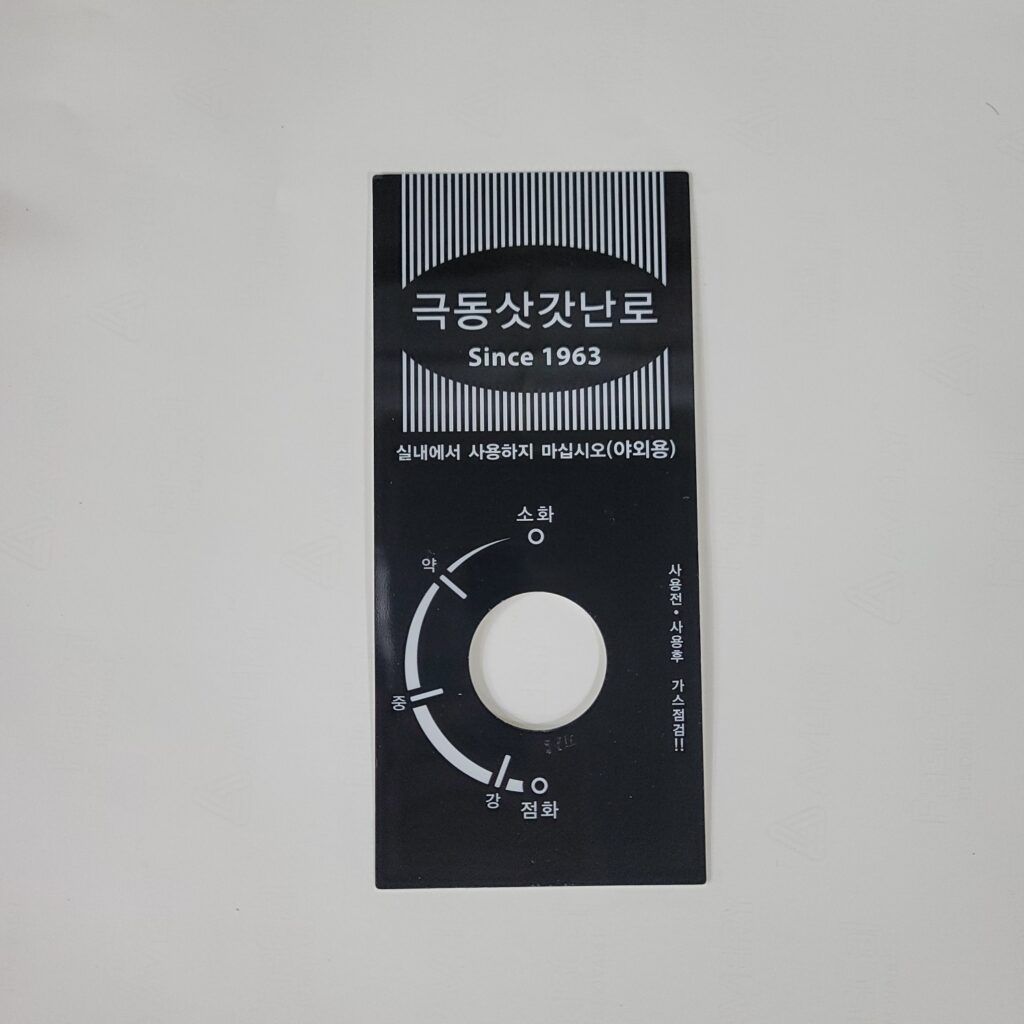 극동삿갓난로
Since 1963
실내에서 사용하지 마십시오(야외용)
소화
약
중
강
점화
사용전·사용후 가스점검!!